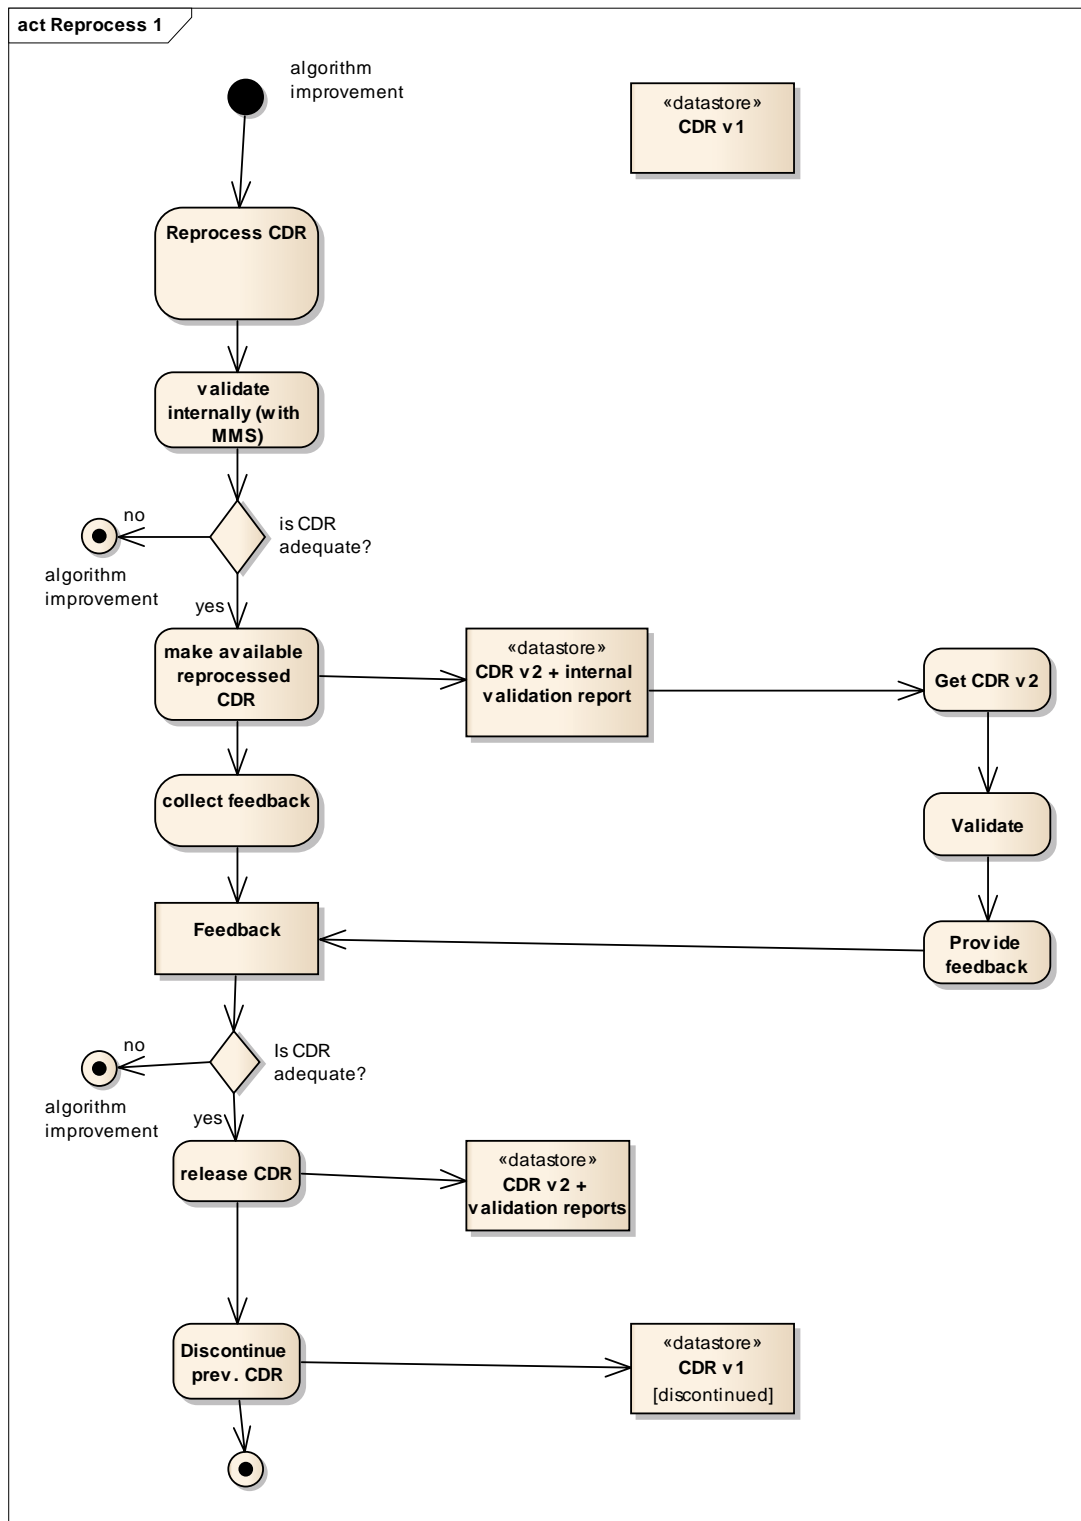 act Reprocess 1
algorithm
improvement
«datastore»
CDR v1
Reprocess CDR
validate
internally (with
MMS)
no
is CDR
adequate?
algorithm
improvement
yes
make available
reprocessed
CDR
«datastore»
CDR v2 + internal
validation report
Get CDR v2
collect feedback
Validate
Feedback
Provide
feedback
no
Is CDR
adequate?
algorithm
improvement
yes
release CDR
«datastore»
CDR v2 +
validation reports
Discontinue
prev. CDR
«datastore»
CDR v1
[discontinued]